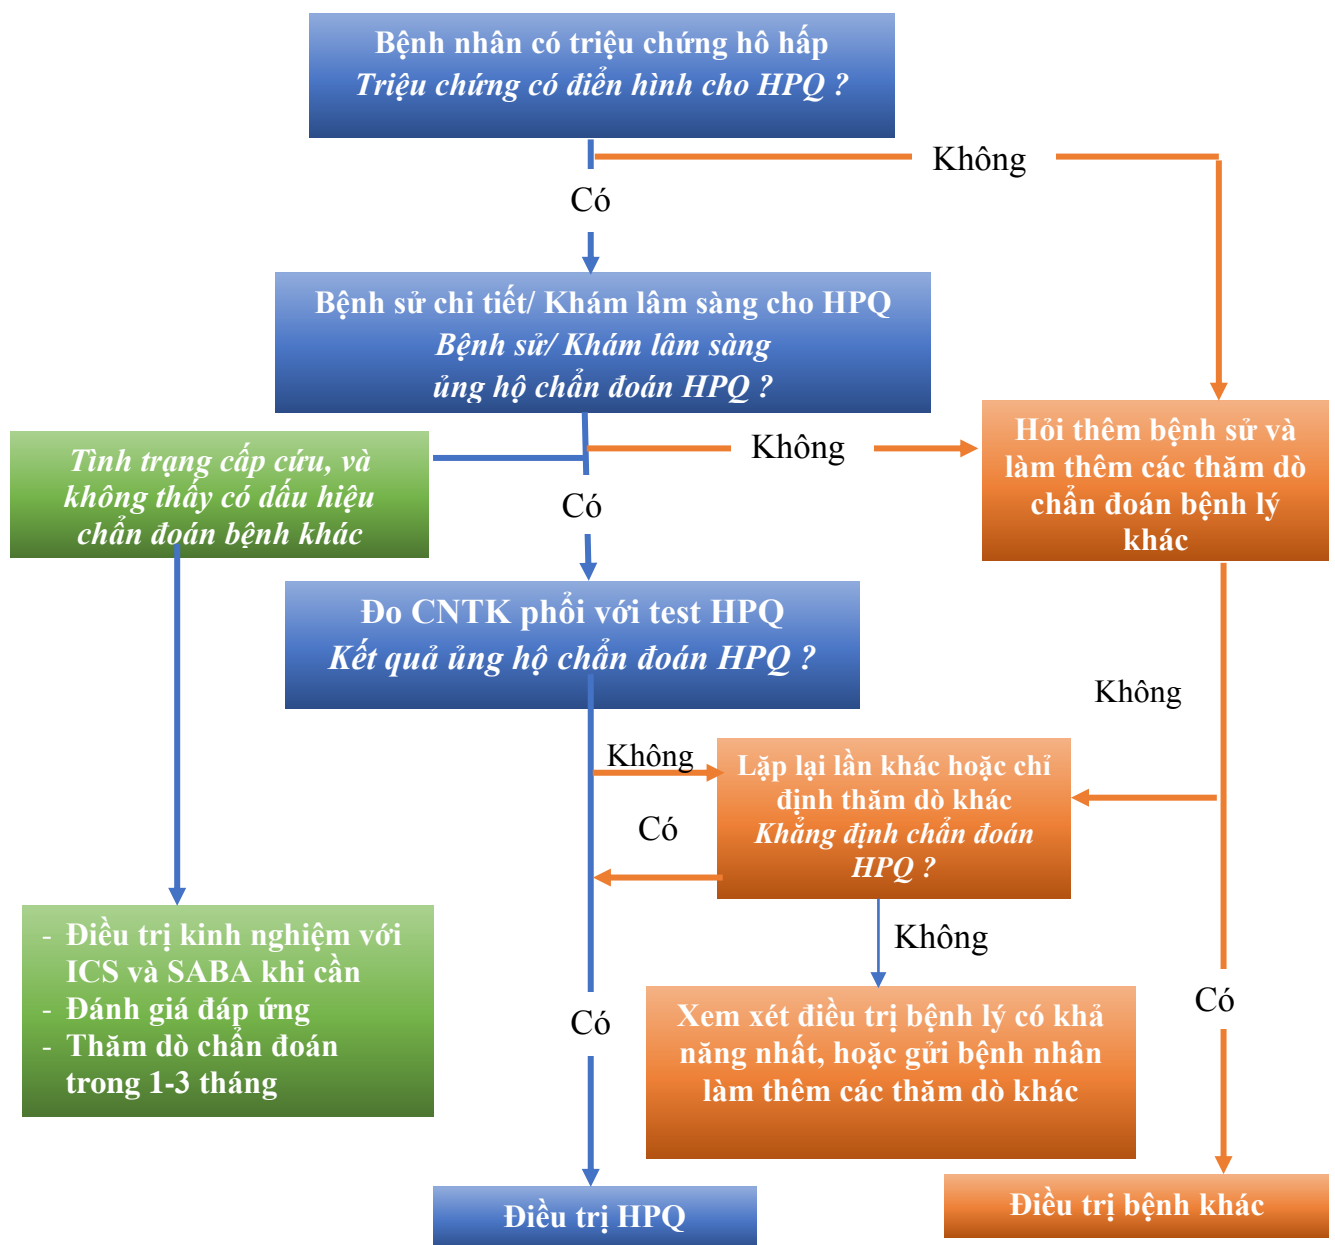 Bệnh nhân có triệu chứng hô hấp
Triệu chứng có điển hình cho HPQ ?
Không
Có
Bệnh sử chi tiết/ Khám lâm sàng cho HPQ
Bệnh sử/ Khám lâm sàng
ủng hộ chẩn đoán HPQ ?
Không
Hỏi thêm bệnh sử và
làm thêm các thăm dò
chẩn đoán bệnh lý
khác
Tình trạng cấp cứu, và
không thấy có dấu hiệu
chẩn đoán bệnh khác
Có
Đo CNTK phổi với test HPQ
Kết quả ủng hộ chẩn đoán HPQ ?
Không
Không
Lặp lại lần khác hoặc chỉ
định thăm dò khác
Khẳng định chẩn đoán
HPQ ?
Có
- Điều trị kinh nghiệm với
ICS và SABA khi cần
- Đánh giá đáp ứng
- Thăm dò chẩn đoán
trong 1-3 tháng
Không
Có
Có
Xem xét điều trị bệnh lý có khả
năng nhất, hoặc gửi bệnh nhân
làm thêm các thăm dò khác
Điều trị HPQ
Điều trị bệnh khác